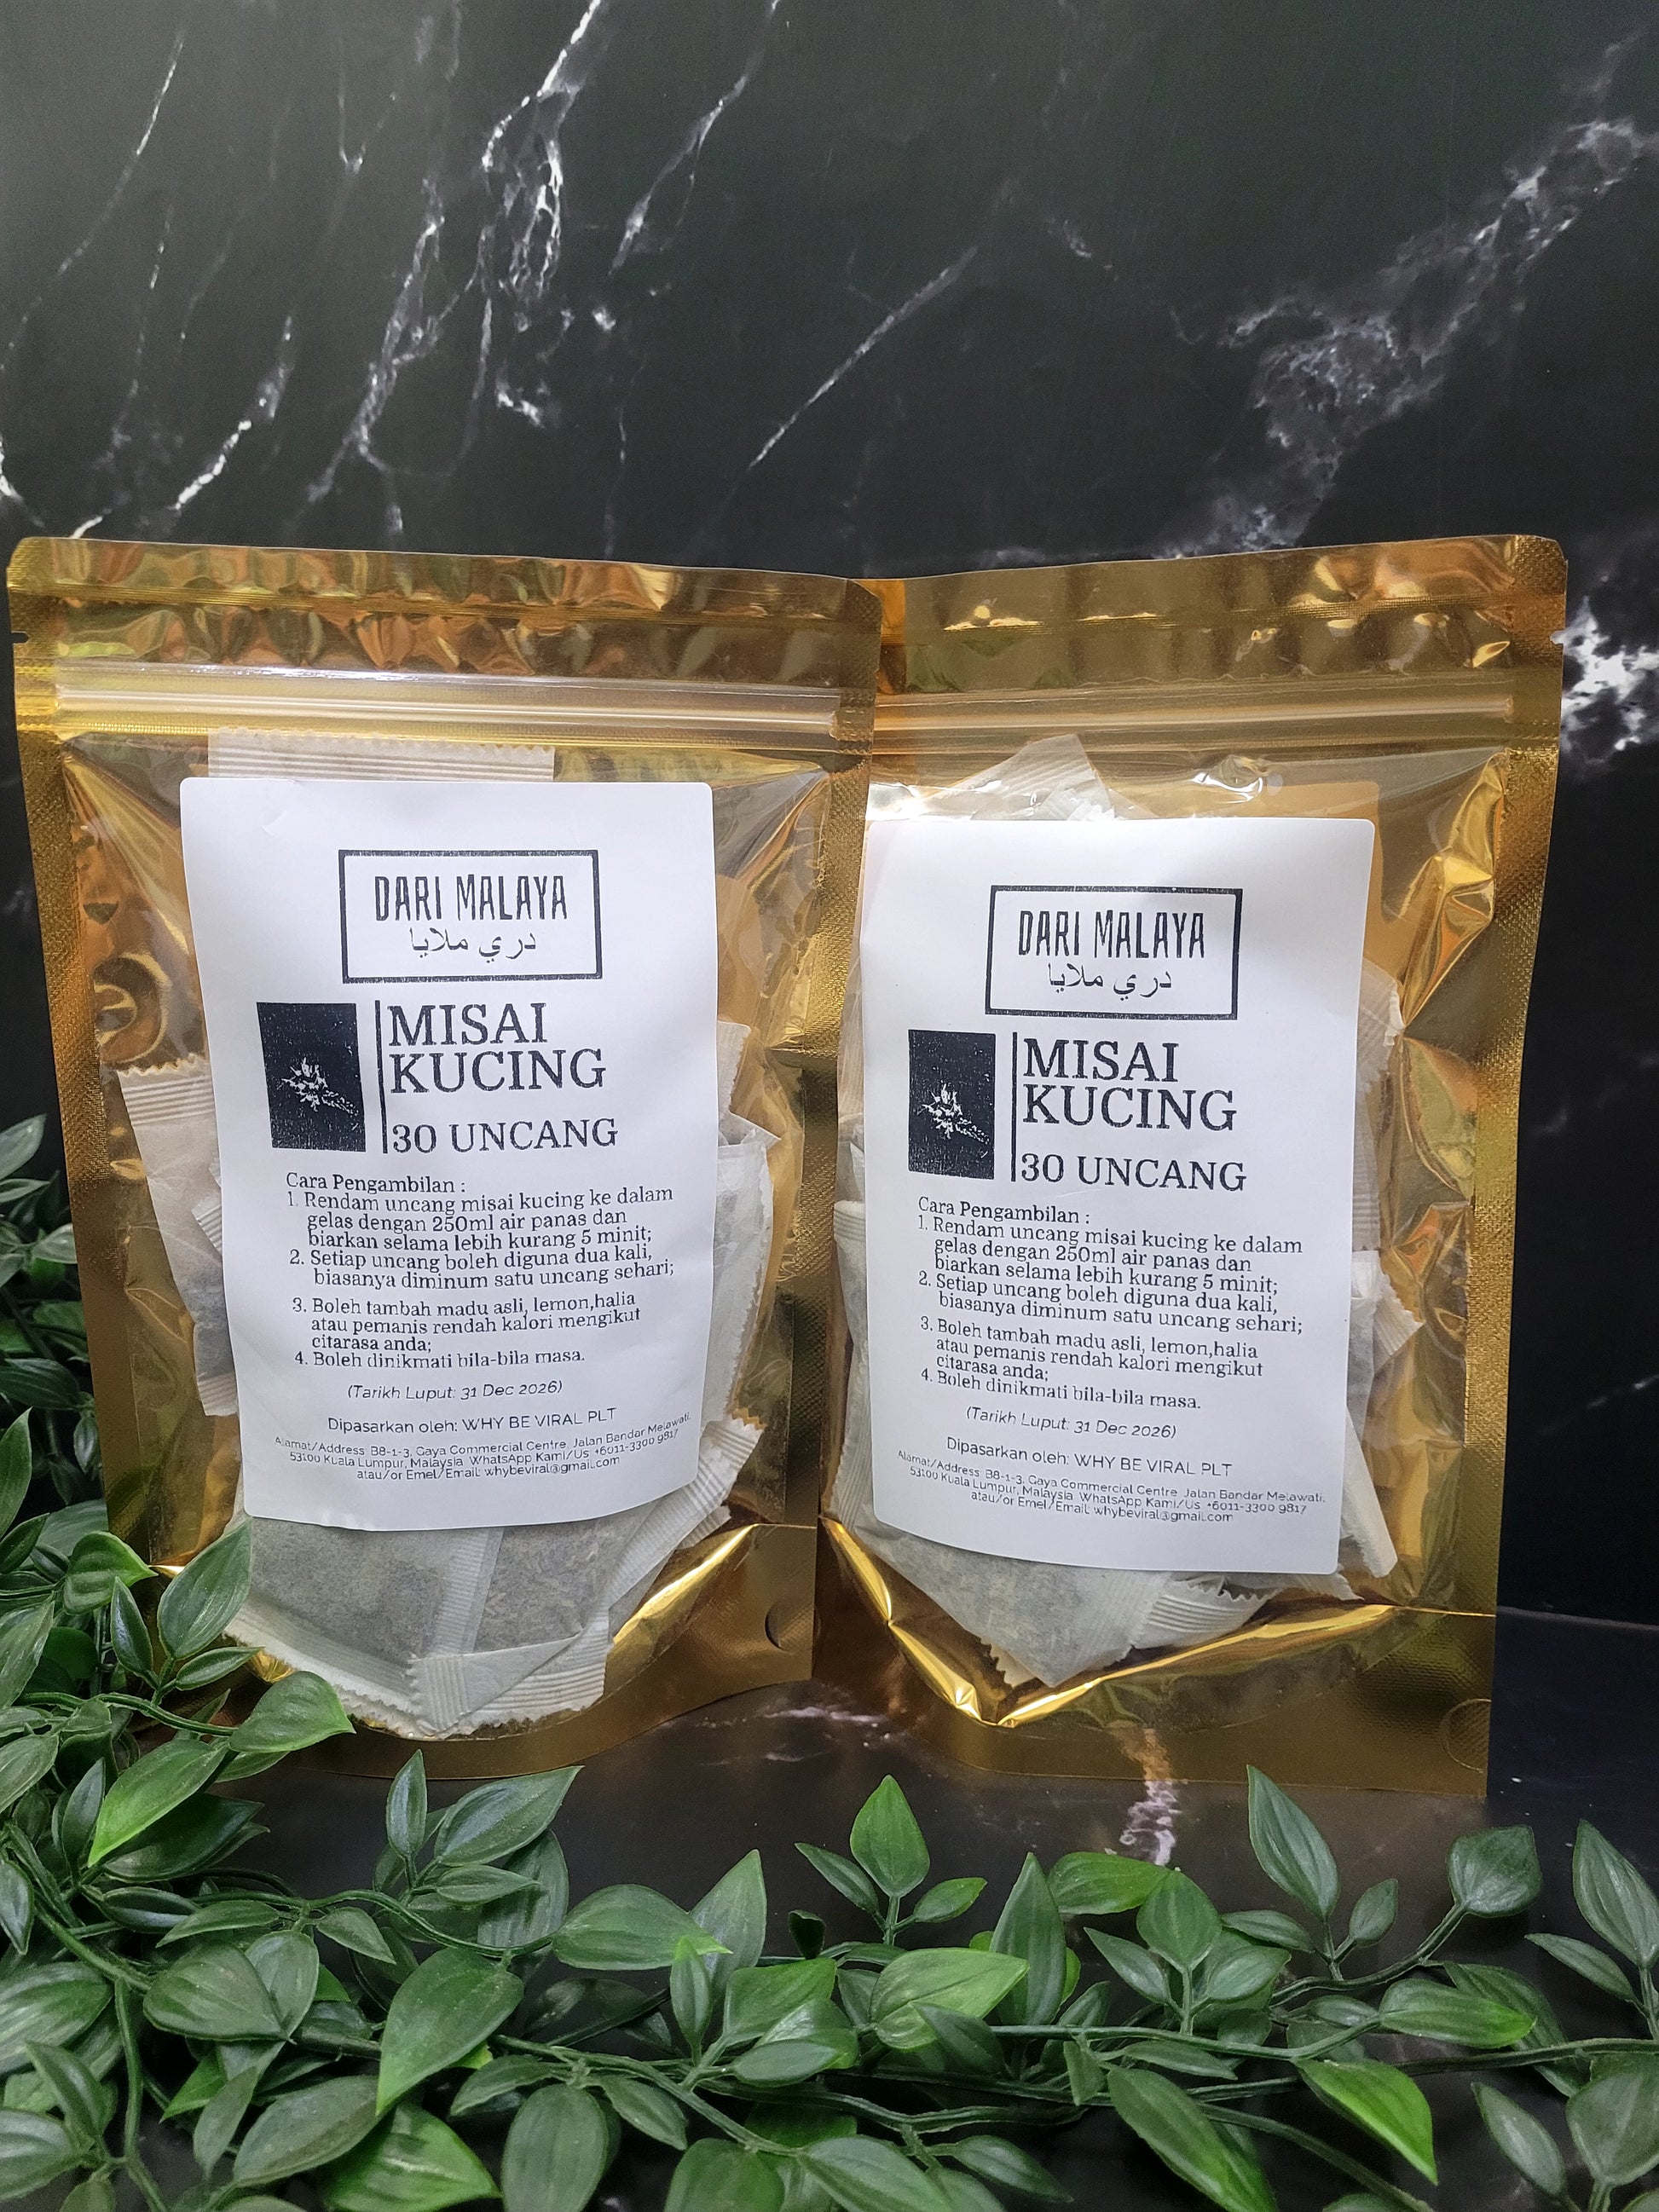 DARI MALAYA
دري ملايا
MISAI
KUCING
30 UNCANG
Cara Pengambilan :
1. Rendam uncang misai kucing ke dalam
gelas dengan 250ml air panas dan
biarkan selama lebih kurang 5 minit;
2. Setiap uncang boleh diguna dua kali,
biasanya diminum satu uncang sehari;
3. Boleh tambah madu asli, lemon,halia
atau pemanis rendah kalori mengikut
citarasa anda;
4. Boleh dinikmati bila-bila masa.
(Tarikh Luput: 31 Dec 2026)
Dipasarkan oleh: WHY BE VIRAL PLT
Alamat/Address: B8-1-3, Gaya Commercial Centre, Jalan Bandar Melawati,
53100 Kuala Lumpur, Malaysia. WhatsApp Kami/Us: +6011-3300 9817
atau/or Emel/Email: whybeviral@gmail.com
DARI MALAYA
دري ملايا
MISAI
KUCING
30 UNCANG
Cara Pengambilan :
1. Rendam uncang misai kucing ke dalam
gelas dengan 250ml air panas dan
biarkan selama lebih kurang 5 minit;
2. Setiap uncang boleh diguna dua kali,
biasanya diminum satu uncang sehari;
3. Boleh tambah madu asli, lemon,halia
atau pemanis rendah kalori mengikut
citarasa anda;
4. Boleh dinikmati bila-bila masa.
(Tarikh Luput: 31 Dec 2026)
Dipasarkan oleh: WHY BE VIRAL PLT
Alamat/Address: B8-1-3, Gaya Commercial Centre, Jalan Bandar Melawati,
53100 Kuala Lumpur, Malaysia. WhatsApp Kami/Us: +6011-3300 9817
atau/or Emel/Email: whybeviral@gmail.com